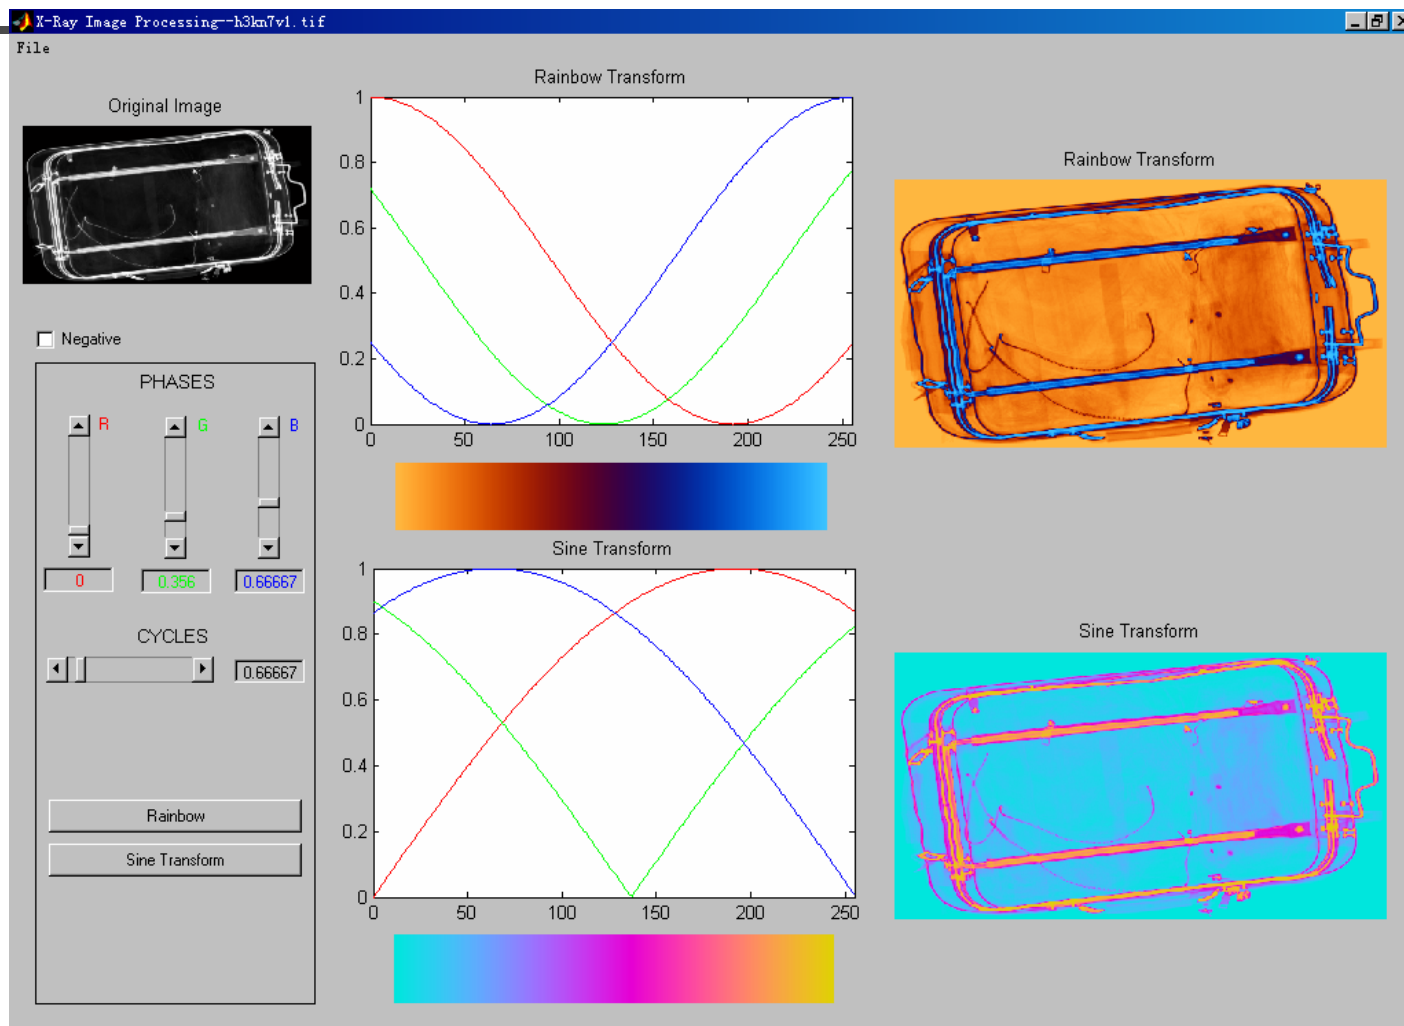 X-Ray Image Processing--h3kn7v1.tif
File
Original Image
Negative
PHASES
R G B
0 0.356 0.66667
CYCLES
0.66667
Rainbow
Sine Transform
Rainbow Transform
1
0.8
0.6
0.4
0.2
0
0 50 100 150 200 250
Sine Transform
1
0.8
0.6
0.4
0.2
0
0 50 100 150 200 250
Rainbow Transform
Sine Transform